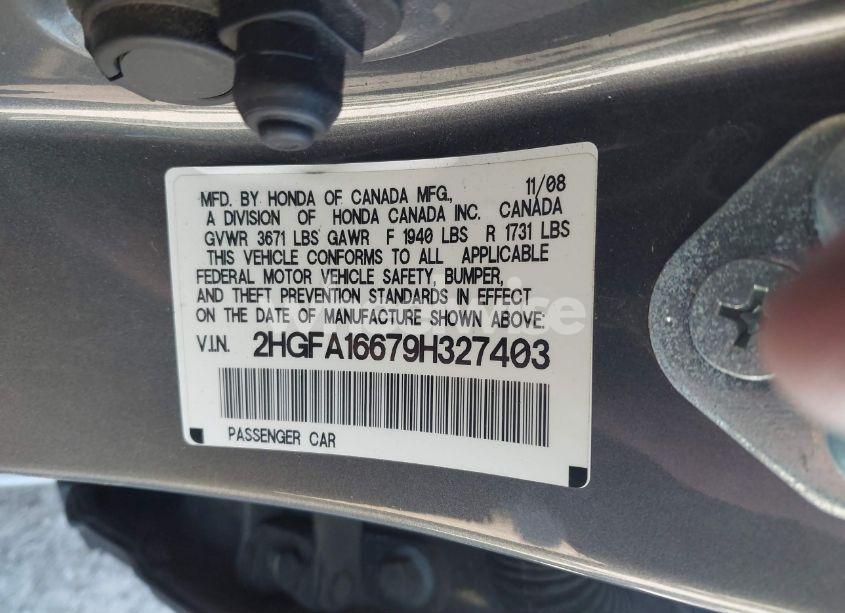 MFD. BY HONDA OF CANADA MFG., 11/08
A DIVISION OF HONDA CANADA INC. CANADA
GVWR 3671 LBS GAWR F 1940 LBS R 1731 LBS
THIS VEHICLE CONFORMS TO ALL APPLICABLE
FEDERAL MOTOR VEHICLE SAFETY, BUMPER,
AND THEFT PREVENTION STANDARDS IN EFFECT
ON THE DATE OF MANUFACTURE SHOWN ABOVE:
V.I.N. 2HGFA16679H327403
PASSENGER CAR